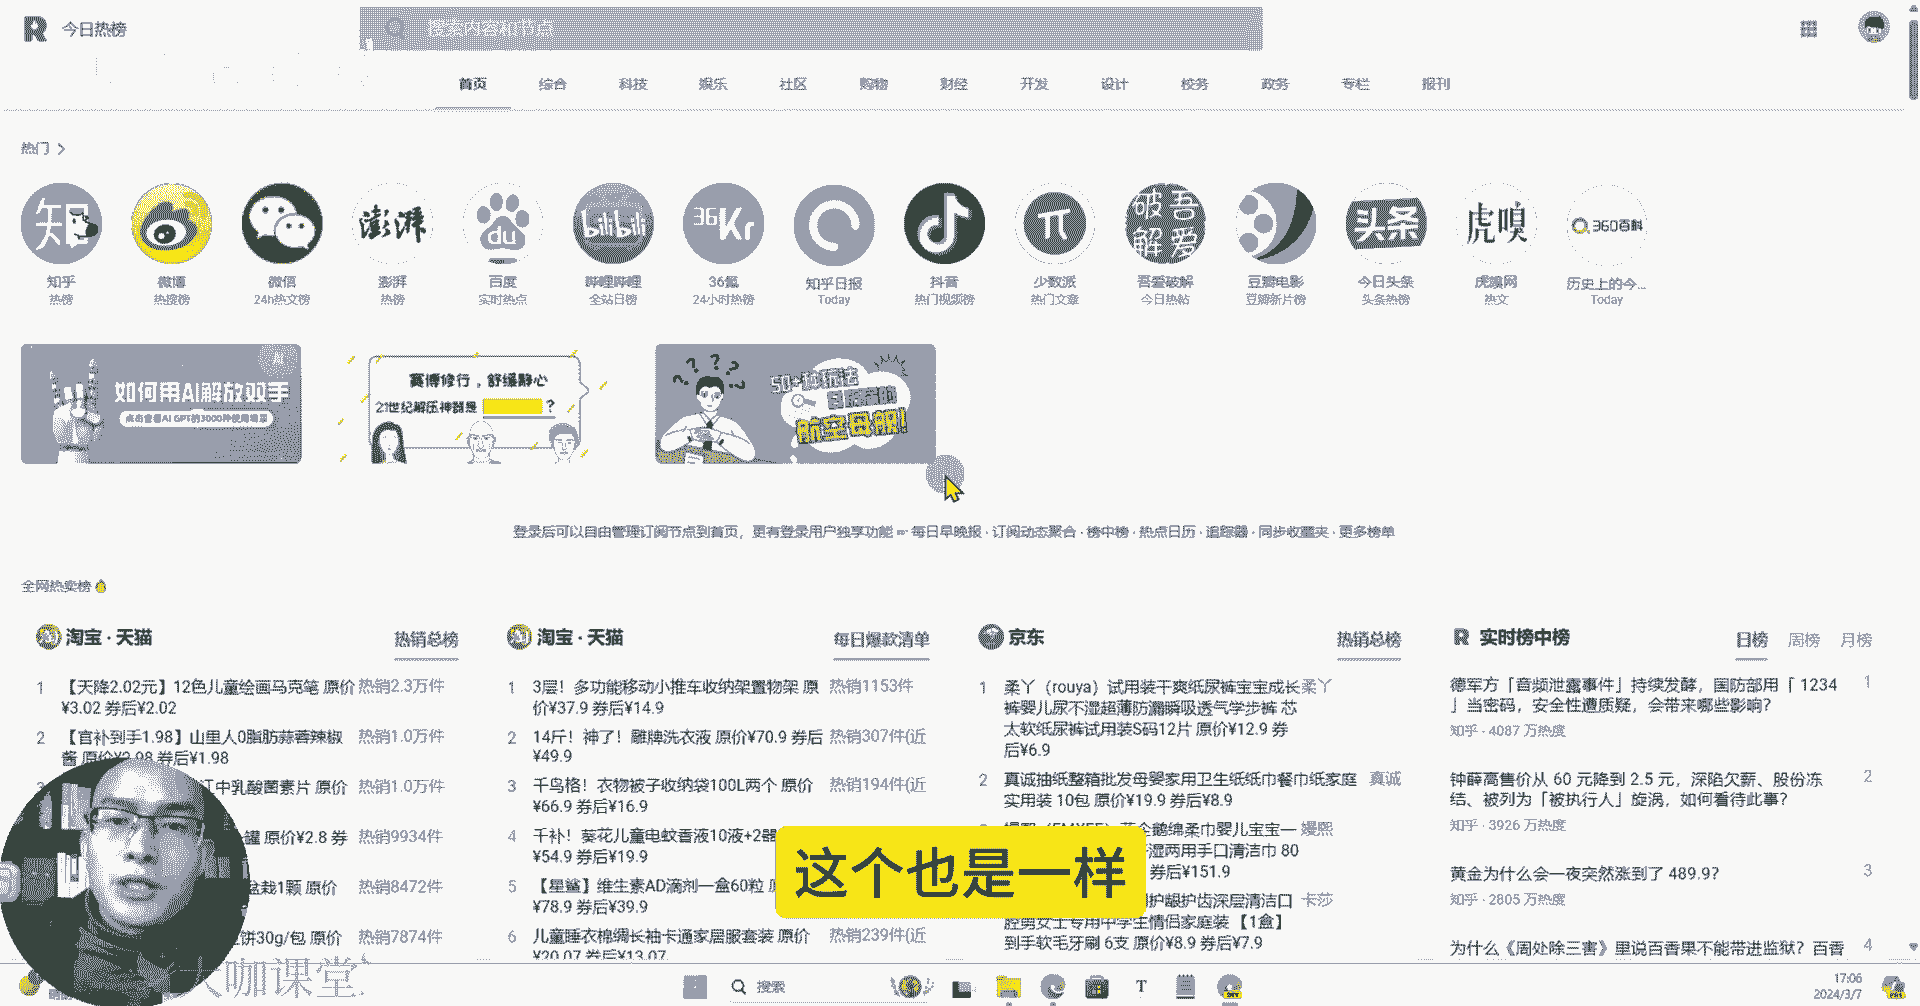 今日热榜
搜索内容和节点
首页 综合 科技 娱乐 社区 购物 财经 开发 设计 校务 政务 专栏 报刊
热门
知乎 热榜
微博 热搜榜
微信 24h热文榜
澎湃 热榜
百度 实时热点
哔哩哔哩 全站日榜
36氪 24小时热榜
知乎日报 Today
抖音 热门视频榜
少数派 热门文章
吾爱破解 今日热帖
豆瓣电影 豆瓣新片榜
今日头条 头条热榜
虎嗅网 热文
历史上的今... Today
如何用AI解放双手
点击查看AI GPT的3000种使用场景
赛博修行，舒缓静心
21世纪解压神器是 ？
50+种玩法
航空母舰!
登录后可以自由管理订阅节点到首页，更有登录用户独享功能 每日早晚报 · 订阅动态聚合 · 榜中榜 · 热点日历 · 追踪器 · 同步收藏夹 · 更多榜单
全网热卖榜
淘宝 · 天猫 热销总榜
1 【天降2.02元】12色儿童绘画马克笔 原价 热销2.3万件
¥3.02 券后¥2.02
2 【官补到手1.98】山里人0脂肪蒜蓉辣椒 热销1.0万件
酱 原价¥3.98 券后¥1.98
江中乳酸菌素片 原价 热销1.0万件
罐 原价¥2.8 券 热销9934件
盆栽1颗 原价 热销8472件
饼30g/包 原价 热销7874件
淘宝 · 天猫 每日爆款清单
1 3层！多功能移动小推车收纳架置物架 原 热销1153件
价¥37.9 券后¥14.9
2 14斤！神了！雕牌洗衣液 原价¥70.9 券后 热销307件(近
¥49.9
3 千鸟格！衣物被子收纳袋100L两个 原价 热销194件(近
¥66.9 券后¥16.9
4 千补！葵花儿童电蚊香液10液+2器
¥54.9 券后¥19.9
5 【星鲨】维生素AD滴剂一盒60粒
¥78.9 券后¥39.9
6 儿童睡衣棉绸长袖卡通家居服套装 原价 热销239件(近
¥20.07 券后¥13.07
京东 热销总榜
1 柔丫（rouya）试用装干爽纸尿裤宝宝成长 柔丫
裤婴儿尿不湿超薄防漏瞬吸透气学步裤 芯
太软纸尿裤试用装S码12片 原价¥12.9 券
后¥6.9
2 真诚抽纸整箱批发母婴家用卫生纸纸巾餐巾纸家庭 真诚
实用装 10包 原价¥19.9 券后¥8.9
企鹅绵柔巾婴儿宝宝一 嫚熙
湿两用手口清洁巾 80
券后¥151.9
护龈护齿深层清洁口 卡莎
腔男女士专用中学生情侣家庭装 【1盒】
到手软毛牙刷 6支 原价¥8.9 券后¥7.9
实时榜中榜 日榜 周榜 月榜
德军方「音频泄露事件」持续发酵，国防部用「 1234 1
」当密码，安全性遭质疑，会带来哪些影响？
知乎 · 4087 万热度
钟薛高售价从 60 元降到 2.5 元，深陷欠薪、股份冻 2
结、被列为「被执行人」旋涡，如何看待此事？
知乎 · 3926 万热度
黄金为什么会一夜突然涨到了 489.9？ 3
知乎 · 2805 万热度
为什么《周处除三害》里说百香果不能带进监狱？百香 4
这个也是一样
大咖课堂
搜索
17:06
2024/3/7